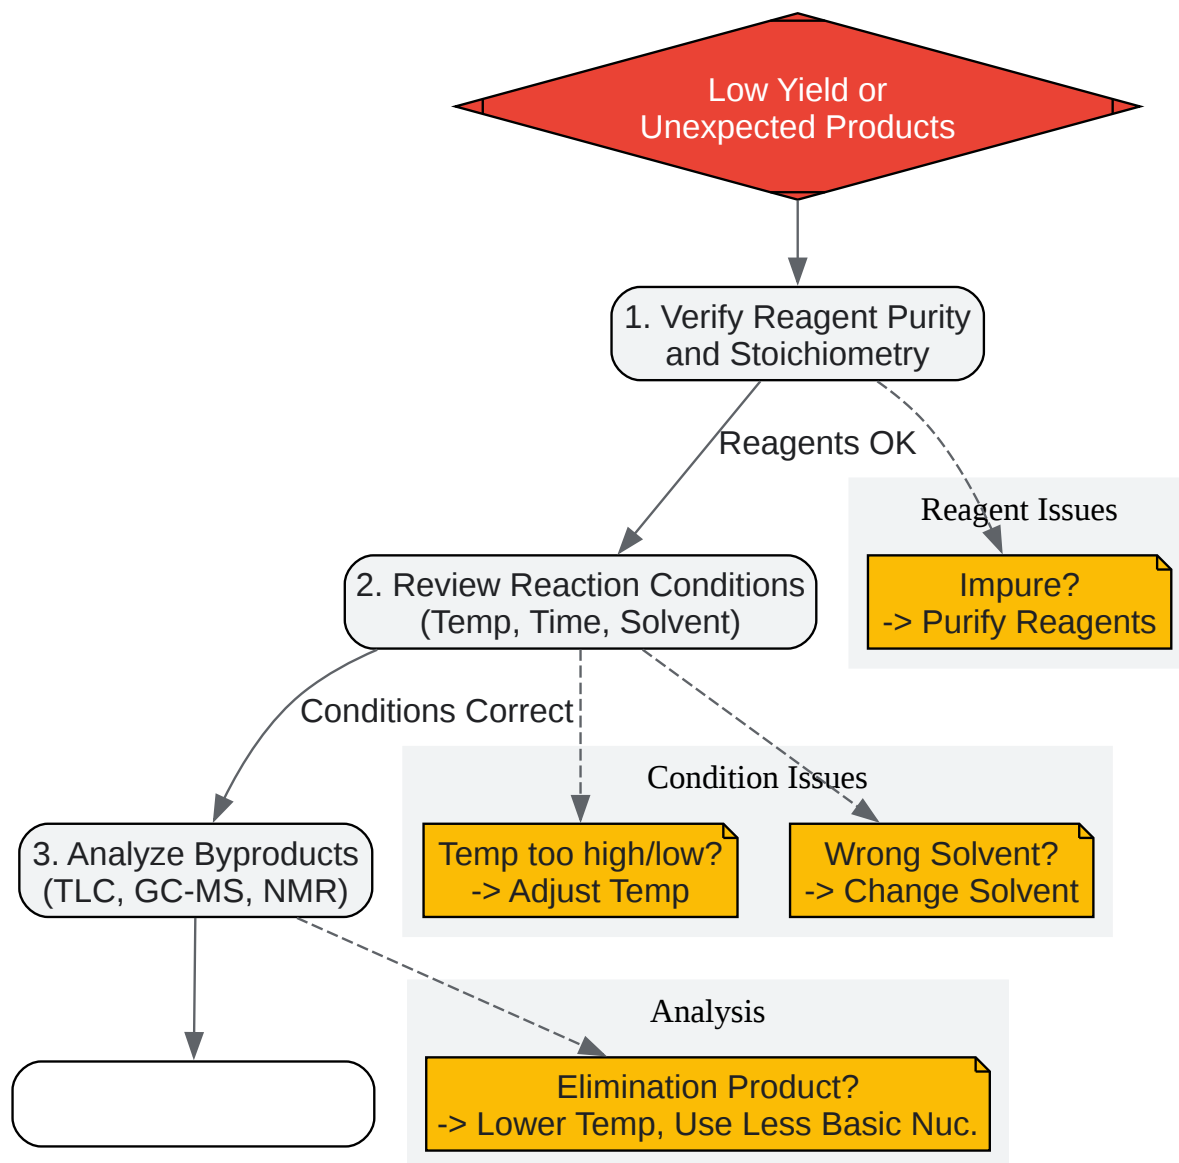 Low Yield or
Unexpected Products
1. Verify Reagent Purity
and Stoichiometry
Reagents OK
Reagent Issues
Impure?
-> Purify Reagents
2. Review Reaction Conditions
(Temp, Time, Solvent)
Conditions Correct
Condition Issues
Temp too high/low?
-> Adjust Temp
Wrong Solvent?
-> Change Solvent
3. Analyze Byproducts
(TLC, GC-MS, NMR)
Analysis
Elimination Product?
-> Lower Temp, Use Less Basic Nuc.